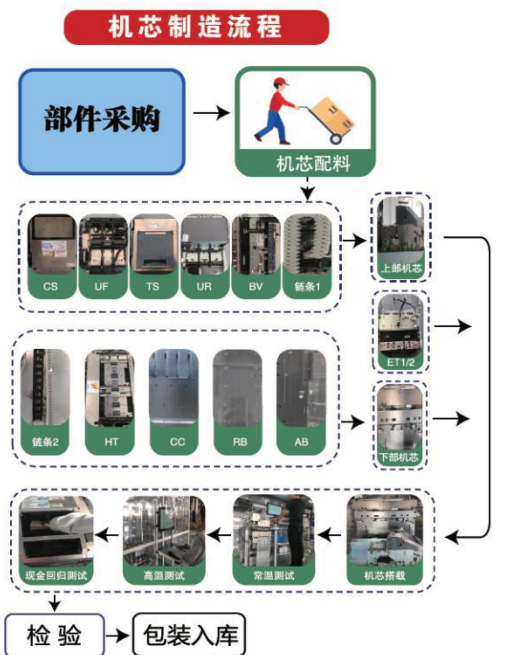 机芯制造流程
部件采购
机芯配料
CS
UF
TS
UR
BV
链条1
上部机芯
ET1/2
链条2
HT
CC
RB
AB
下部机芯
现金回归测试
高温测试
常温测试
机芯搭载
检验
包装入库